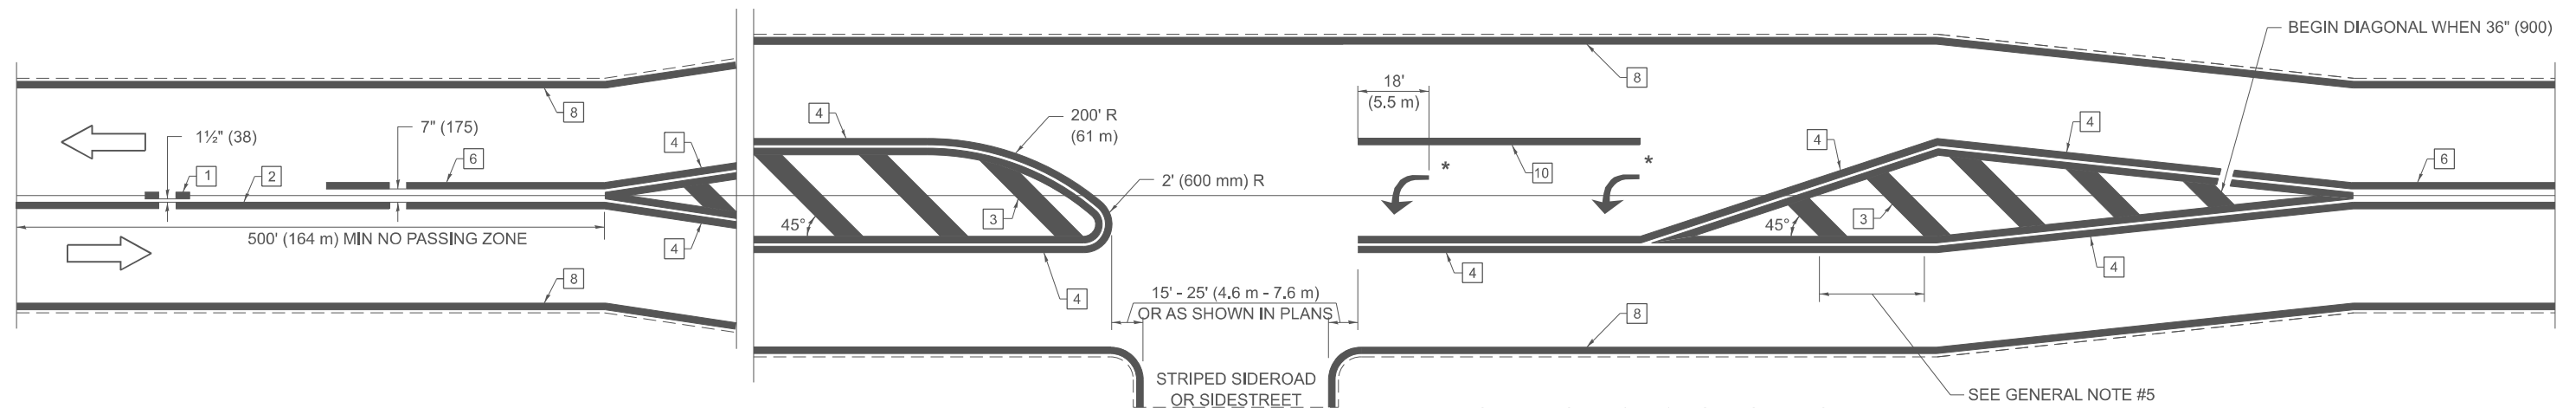 BEGIN DIAGONAL WHEN 36" (900)
8
18'
(5.5 m)
8
4
200' R
(61 m)
4
4
1½" (38)
7" (175)
4
6
*
*
6
1
2
10
2' (600 mm) R
3
3
45°
45°
500' (164 m) MIN NO PASSING ZONE
4
4
4
4
8
4
15' - 25' (4.6 m - 7.6 m)
OR AS SHOWN IN PLANS
8
STRIPED SIDEROAD
OR SIDESTREET
SEE GENERAL NOTE #5